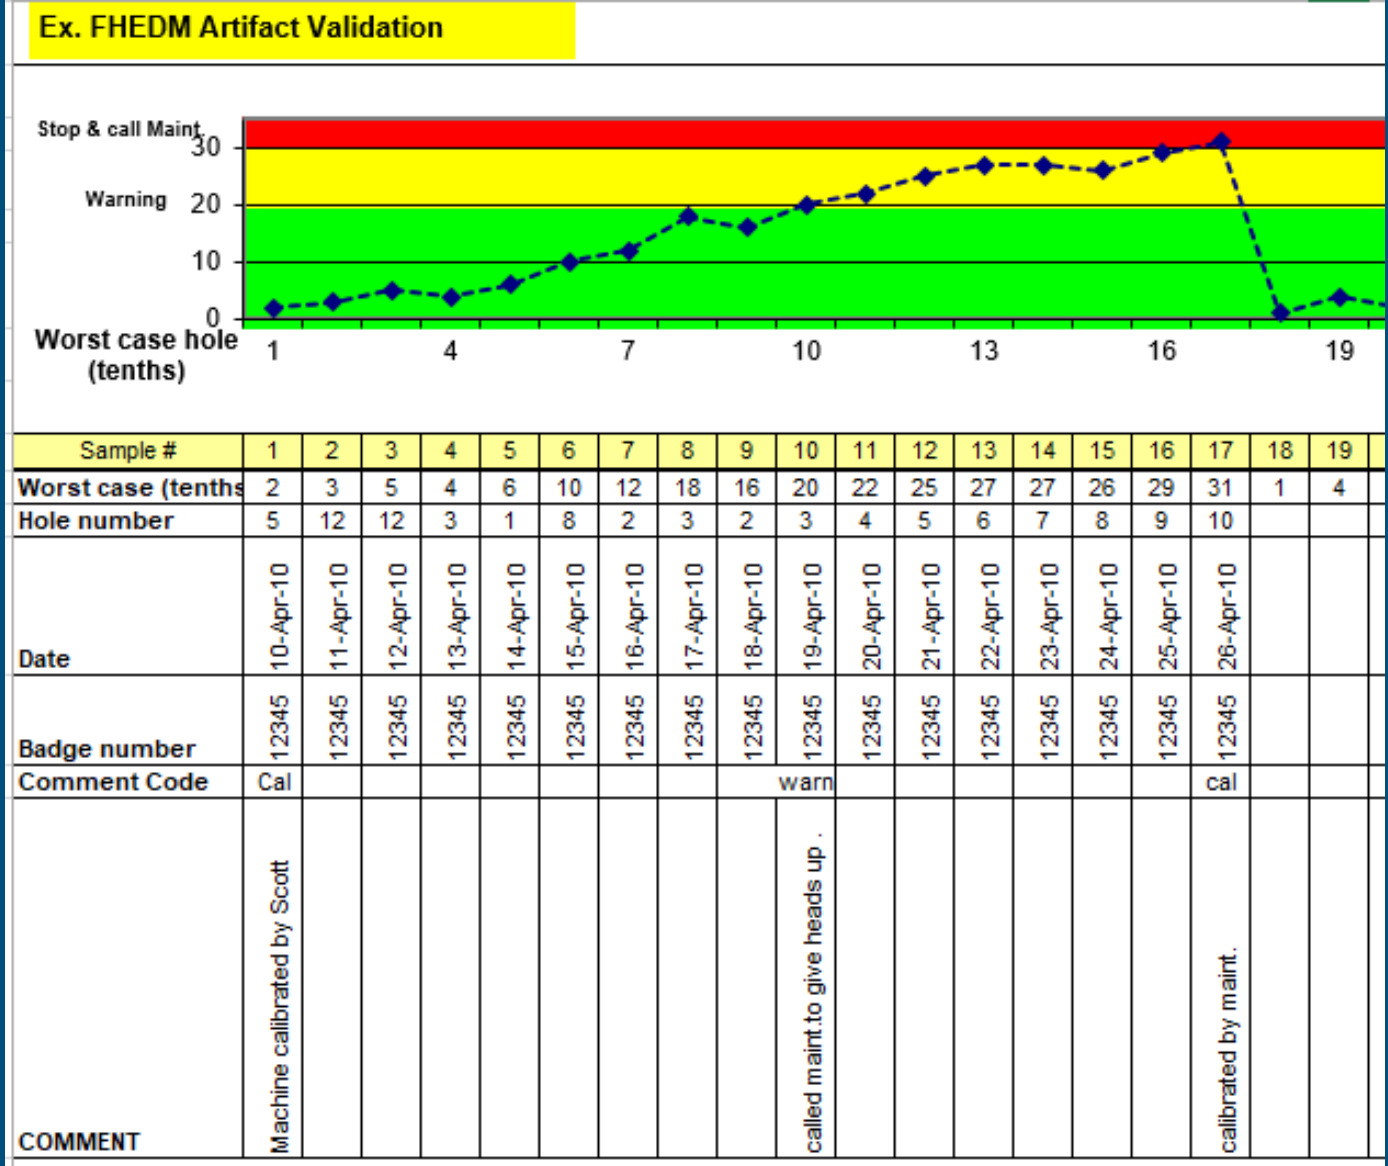 Ex. FHEDM Artifact Validation
Stop & call Maint.
30
Warning 20
10
0
Worst case hole
(tenths)
1 4 7 10 13 16 19
Sample # 1 2 3 4 5 6 7 8 9 10 11 12 13 14 15 16 17 18 19
Worst case (tenths 2 3 5 4 6 10 12 18 16 20 22 25 27 27 26 29 31 1 4
Hole number 5 12 12 3 1 8 2 3 2 3 4 5 6 7 8 9 10
Date 10-Apr-10 11-Apr-10 12-Apr-10 13-Apr-10 14-Apr-10 15-Apr-10 16-Apr-10 17-Apr-10 18-Apr-10 19-Apr-10 20-Apr-10 21-Apr-10 22-Apr-10 23-Apr-10 24-Apr-10 25-Apr-10 26-Apr-10
Badge number 12345 12345 12345 12345 12345 12345 12345 12345 12345 12345 12345 12345 12345 12345 12345 12345 12345
Comment Code Cal warn cal
COMMENT Machine calibrated by Scott called maint.to give heads up . calibrated by maint.